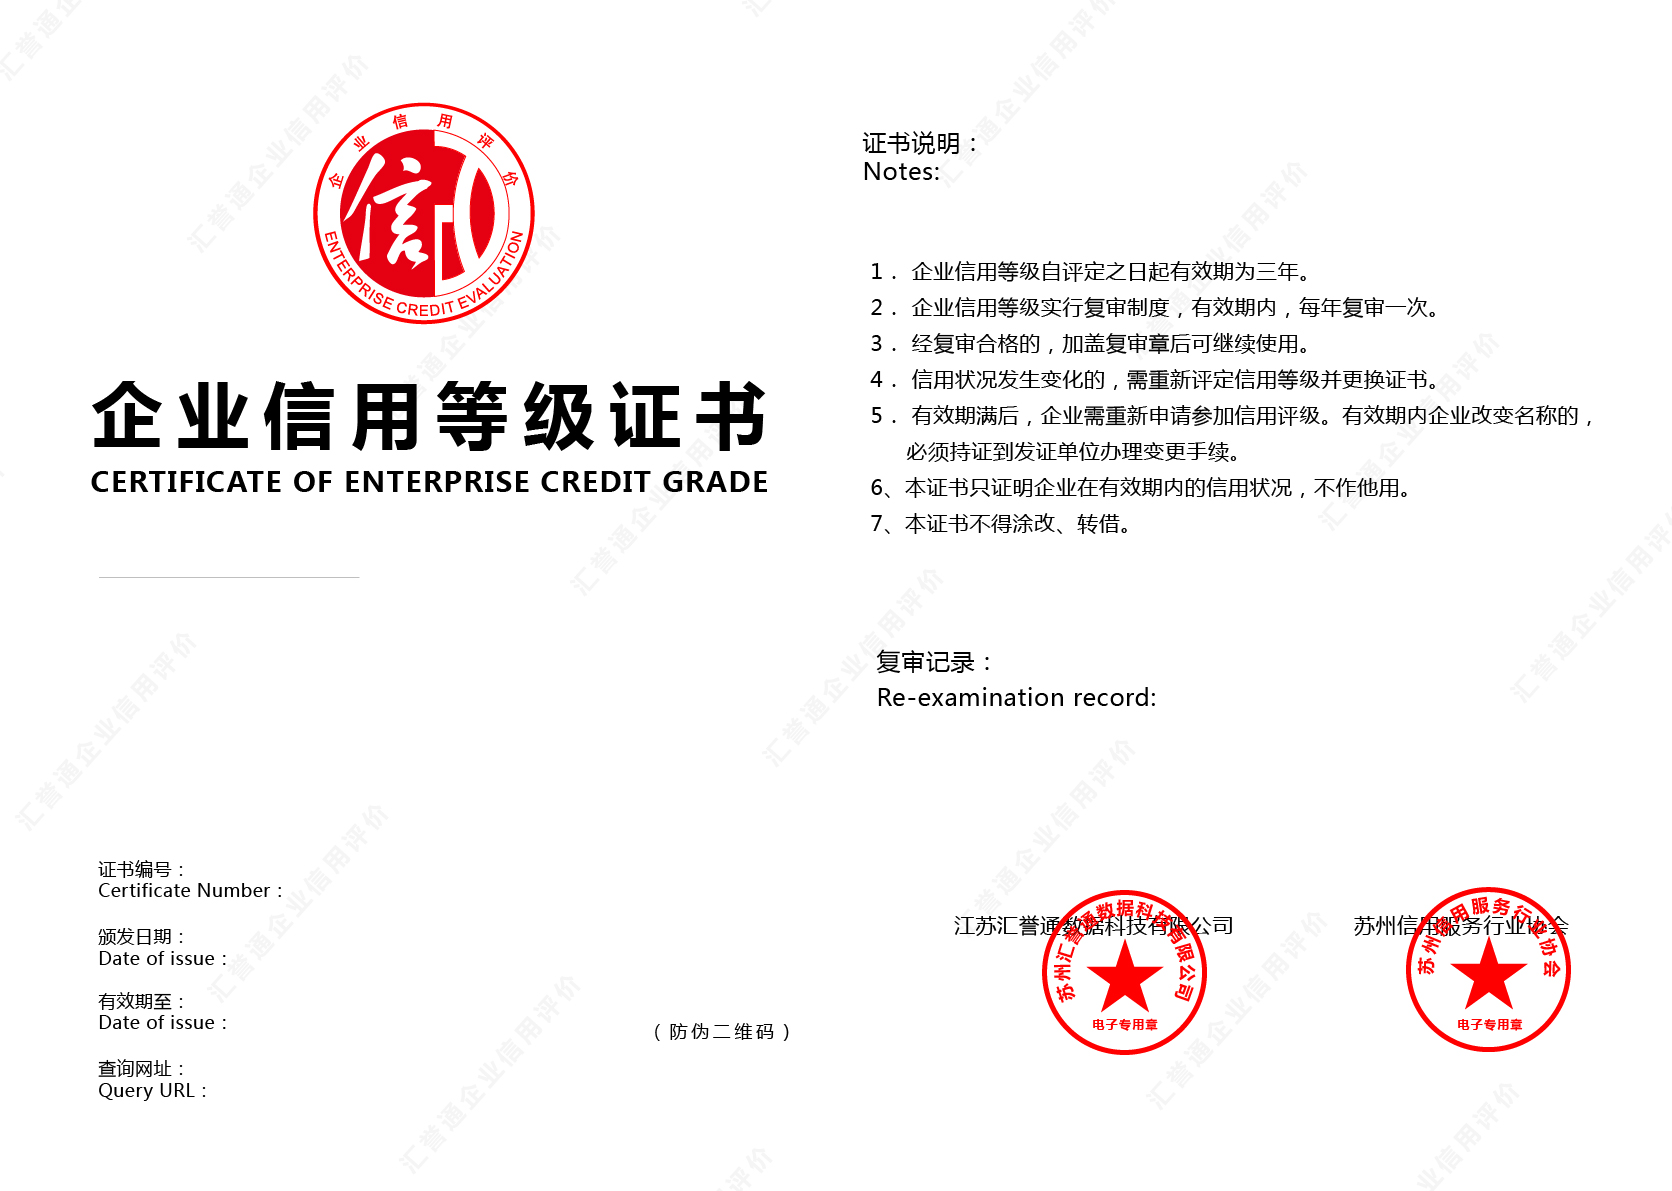 企业信用评价
信
ENTERPRISE CREDIT EVALUATION
企业信用等级证书
CERTIFICATE OF ENTERPRISE CREDIT GRADE
证书编号：
Certificate Number：
颁发日期：
Date of issue：
有效期至：
Date of issue：
查询网址：
Query URL：
（防伪二维码）
证书说明：
Notes:
1． 企业信用等级自评定之日起有效期为三年。
2． 企业信用等级实行复审制度，有效期内，每年复审一次。
3． 经复审合格的，加盖复审章后可继续使用。
4． 信用状况发生变化的，需重新评定信用等级并更换证书。
5． 有效期满后，企业需重新申请参加信用评级。有效期内企业改变名称的，
必须持证到发证单位办理变更手续。
6、本证书只证明企业在有效期内的信用状况，不作他用。
7、本证书不得涂改、转借。
复审记录：
Re-examination record:
江苏汇誉通数据科技有限公司
苏州汇誉通数据科技有限公司
电子专用章
苏州信用服务行业协会
苏州信用服务行业协会
电子专用章
汇誉通企业信用评价